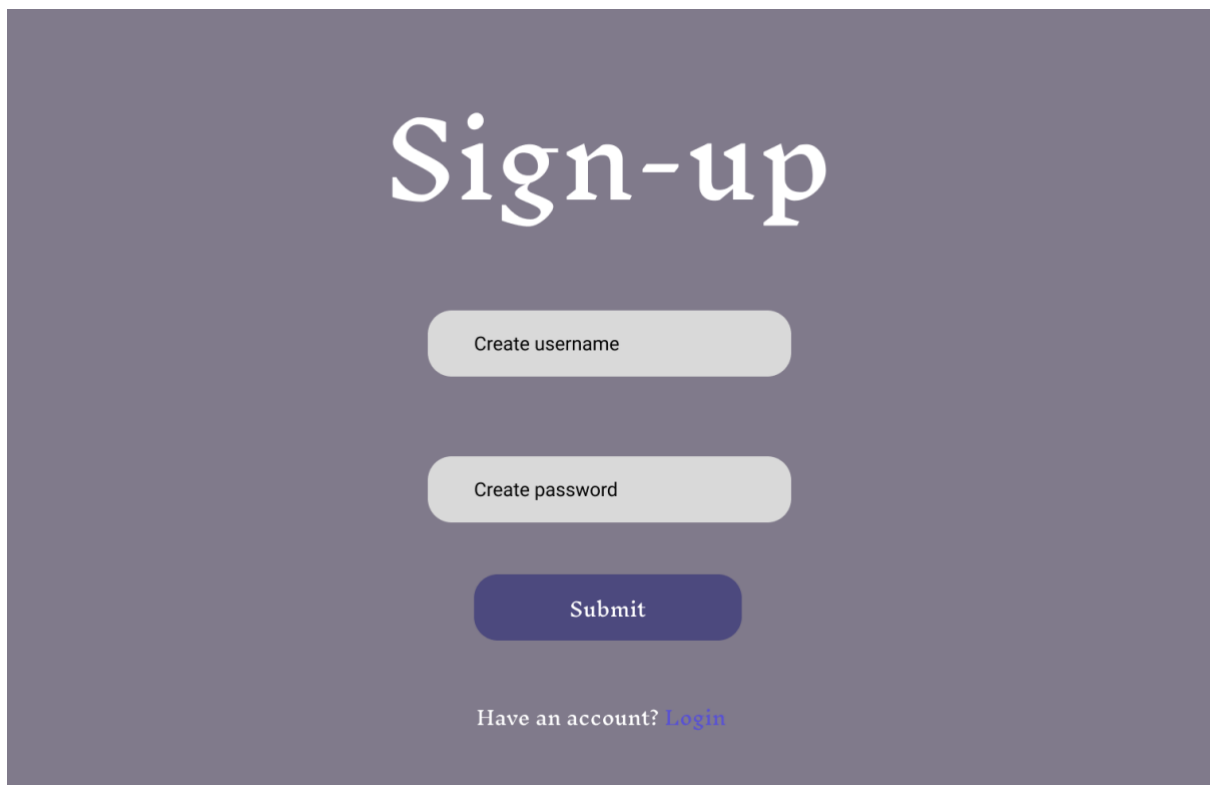 Sign-up
Create username
Create password
Submit
Have an account? Login